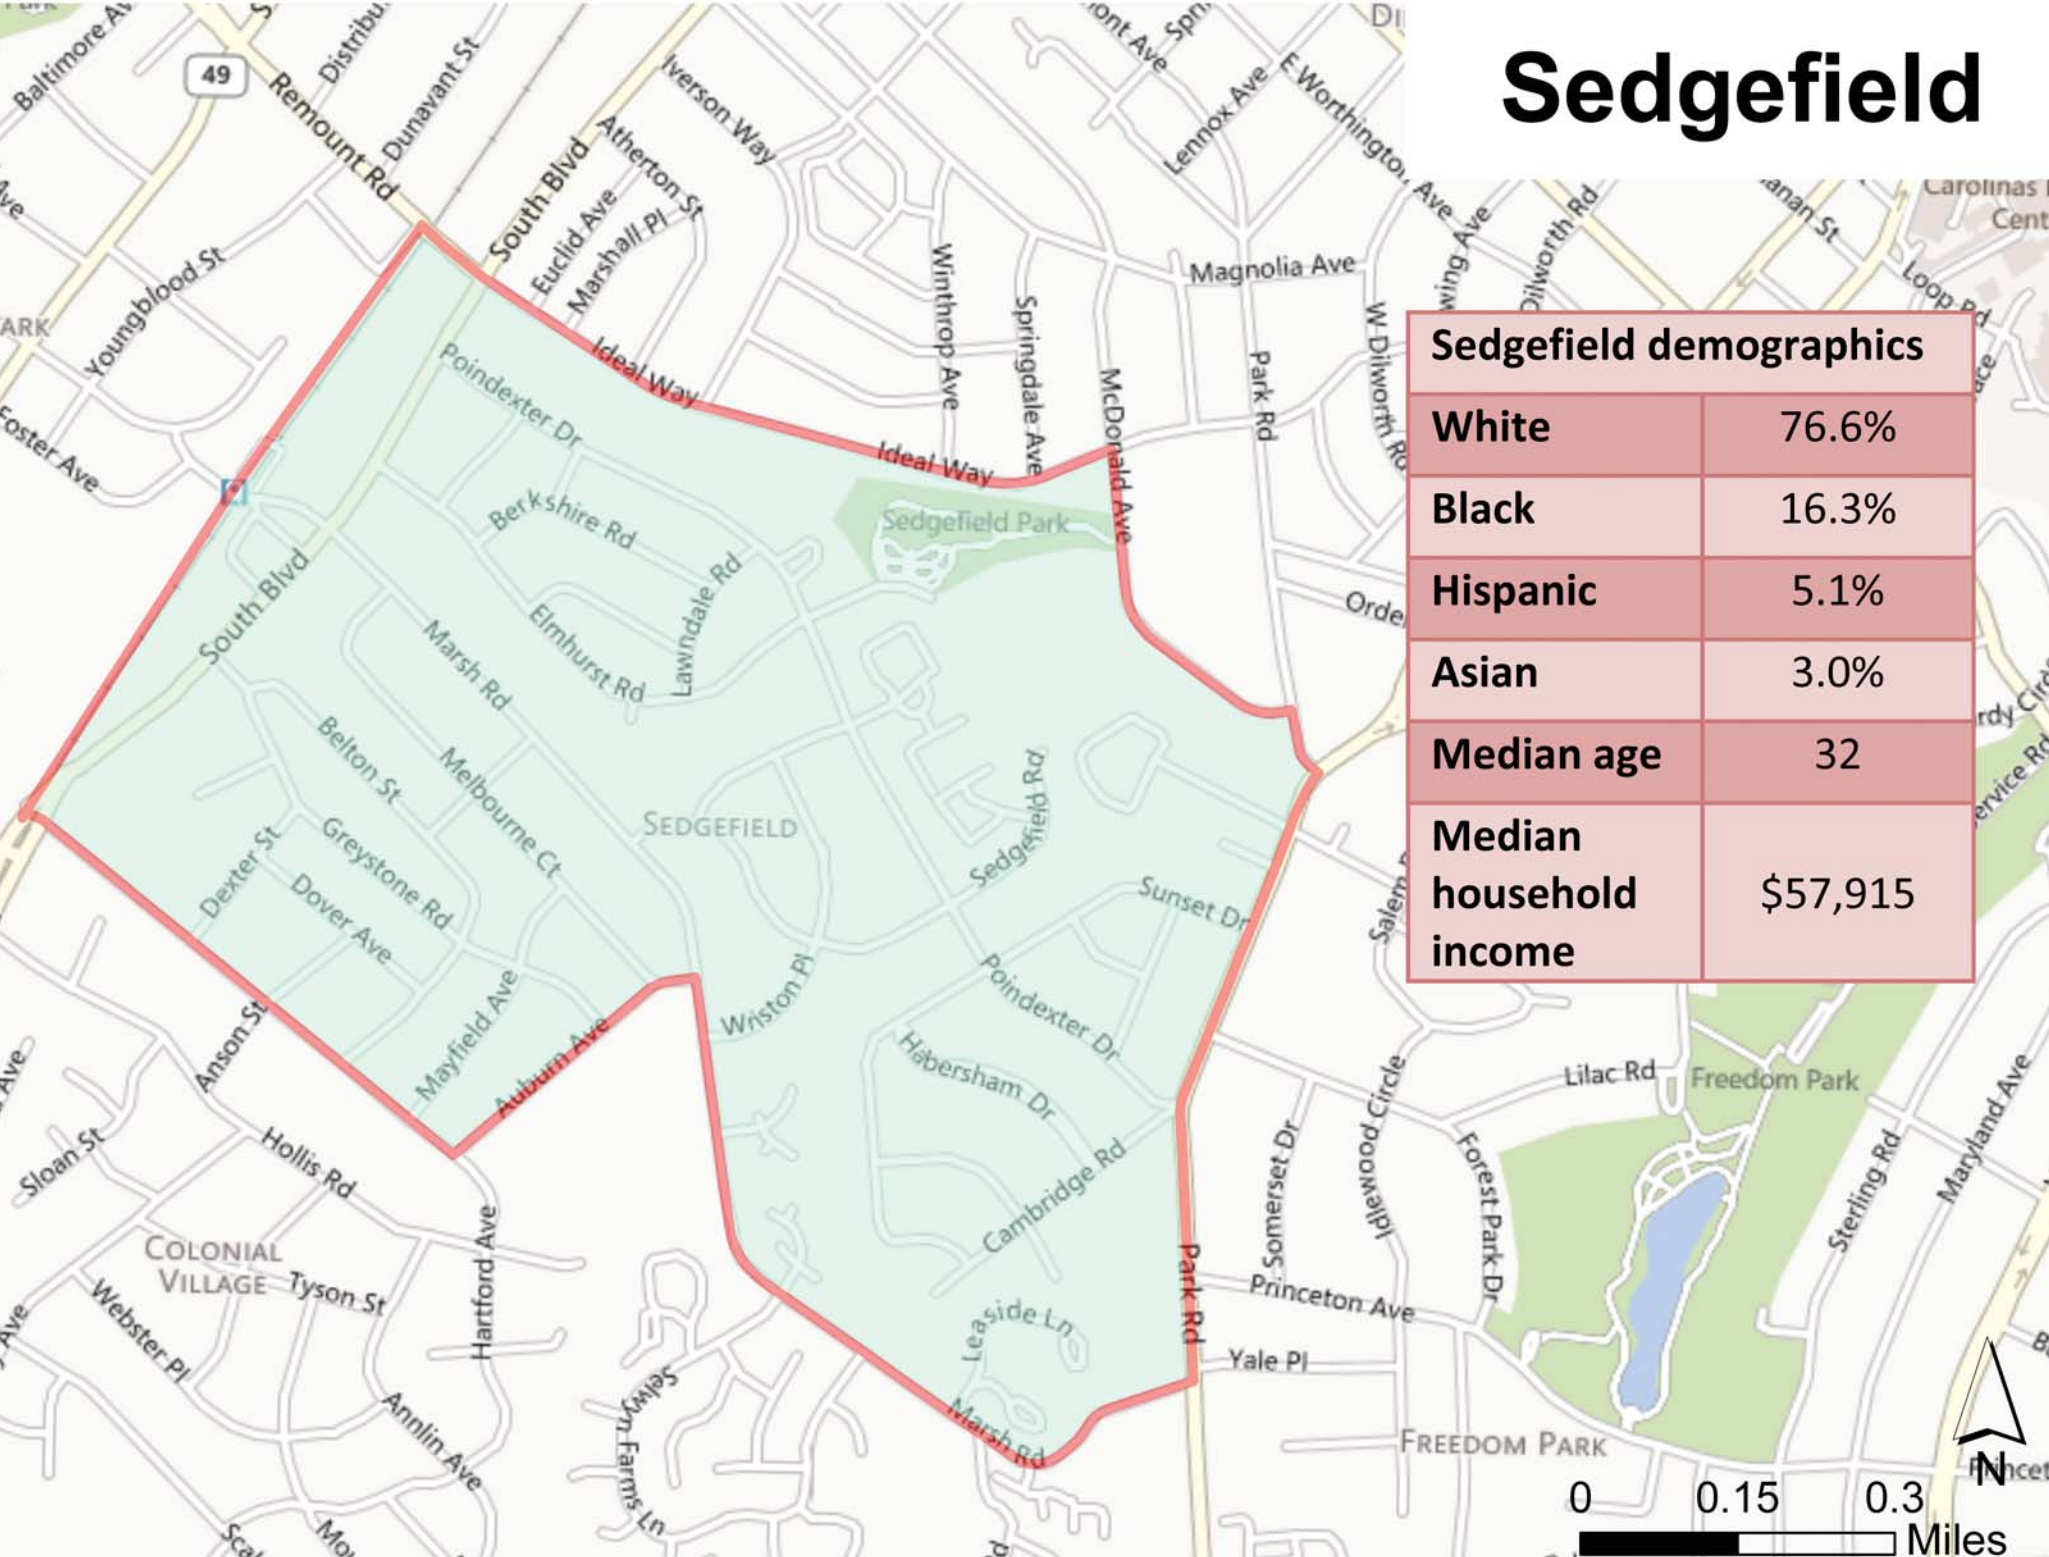 Sedgefield
Baltimore
49
Remount Rd
Dunavant St
South Blvd
Iverson Way
Atherton St
Euclid Ave
Marshall Pl
Lennox Ave
E Worthington Ave
Dilworth Rd
Magnolia Ave
Winthrop Ave
Springdale Ave
McDonald Ave
Park Rd
W Dilworth Rd
Loop Rd
Carolinas
Youngblood St
Foster Ave
Ideal Way
Ideal Way
Poindexter Dr
Berkshire Rd
Sedgefield Park
Lawndale Rd
Elmhurst Rd
South Blvd
Marsh Rd
Belton St
Melbourne Ct
SEDGEFIELD
Sedgefield Rd
Sunset Dr
Greystone Rd
Dexter St
Dover Ave
Mayfield Ave
Auburn Ave
Wriston Pl
Poindexter Dr
Habersham Dr
Cambridge Rd
Leaside Ln
Marsh Rd
Park Rd
Anson St
Hollis Rd
Sloan St
COLONIAL
VILLAGE
Tyson St
Webster Pl
Hartford Ave
Annlin Ave
Selwyn Farms Ln
Somerset Dr
Idlewood Circle
Lilac Rd
Freedom Park
Forest Park Dr
Princeton Ave
Yale Pl
FREEDOM PARK
Sterling Rd
Maryland Ave
Sedgefield demographics
White 76.6%
Black 16.3%
Hispanic 5.1%
Asian 3.0%
Median age 32
Median
household $57,915
income
N
0 0.15 0.3
Miles